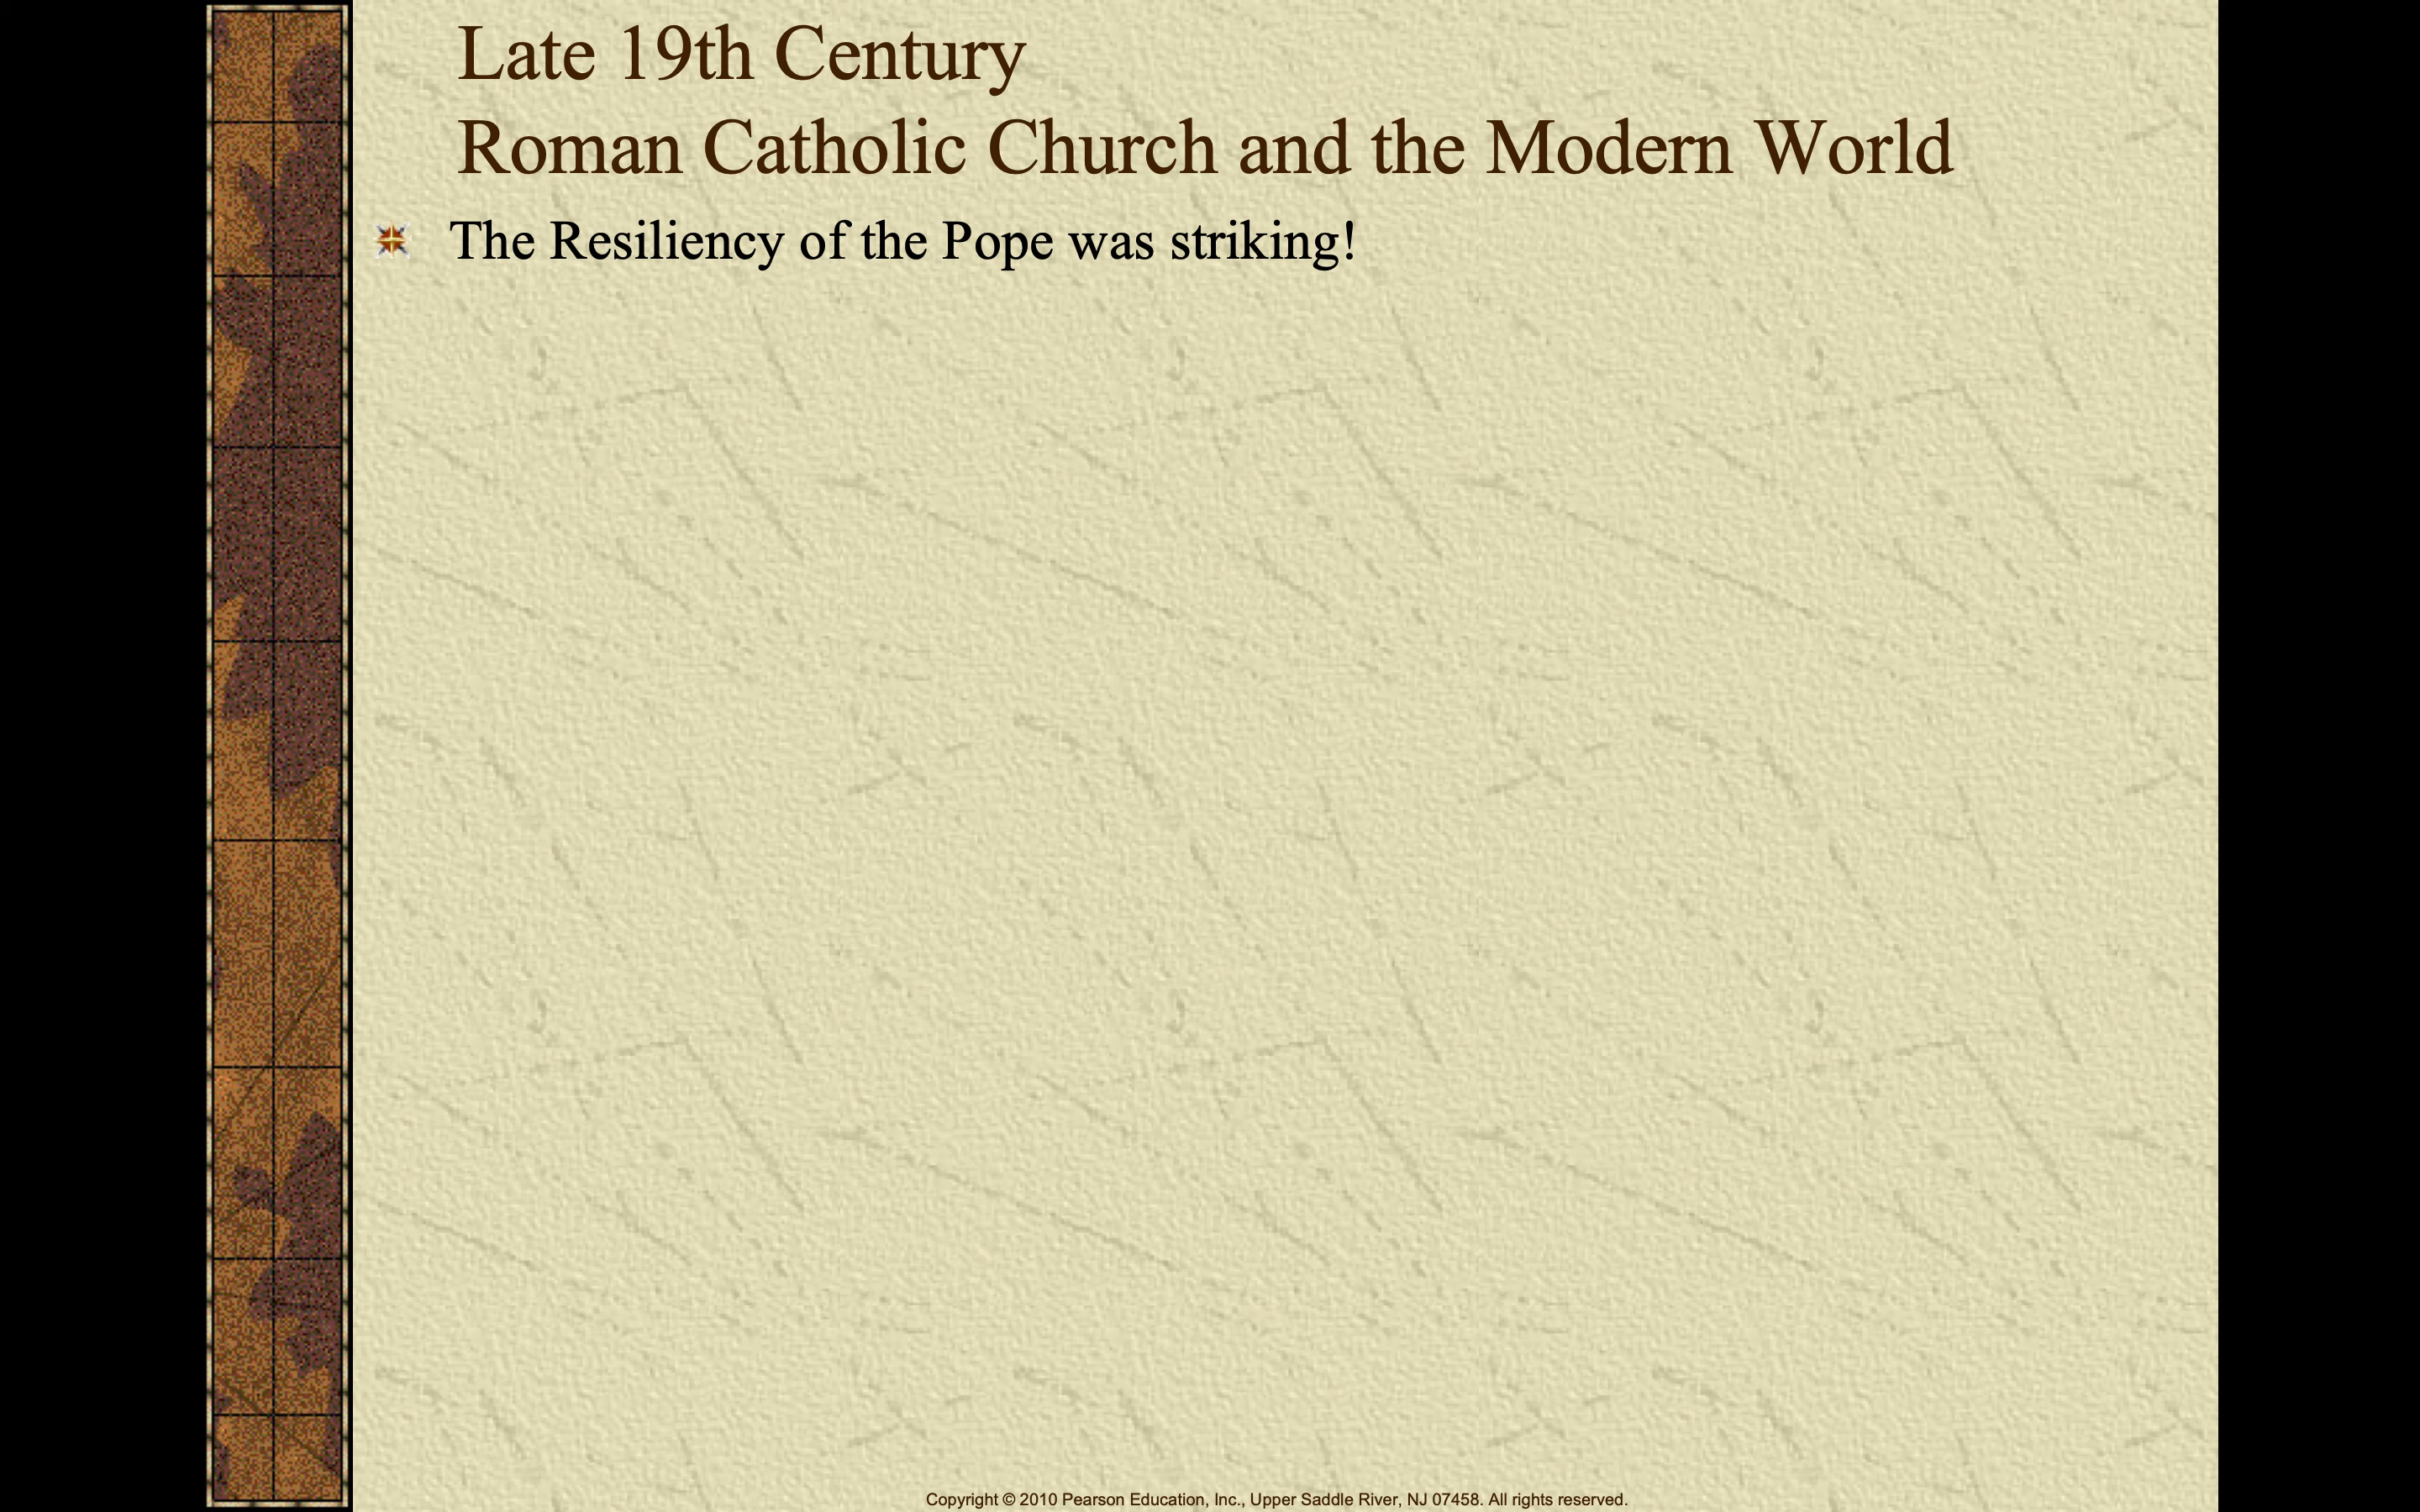 Late 19th Century
Roman Catholic Church and the Modern World
The Resiliency of the Pope was striking!
Copyright © 2010 Pearson Education, Inc., Upper Saddle River, NJ 07458. All rights reserved.